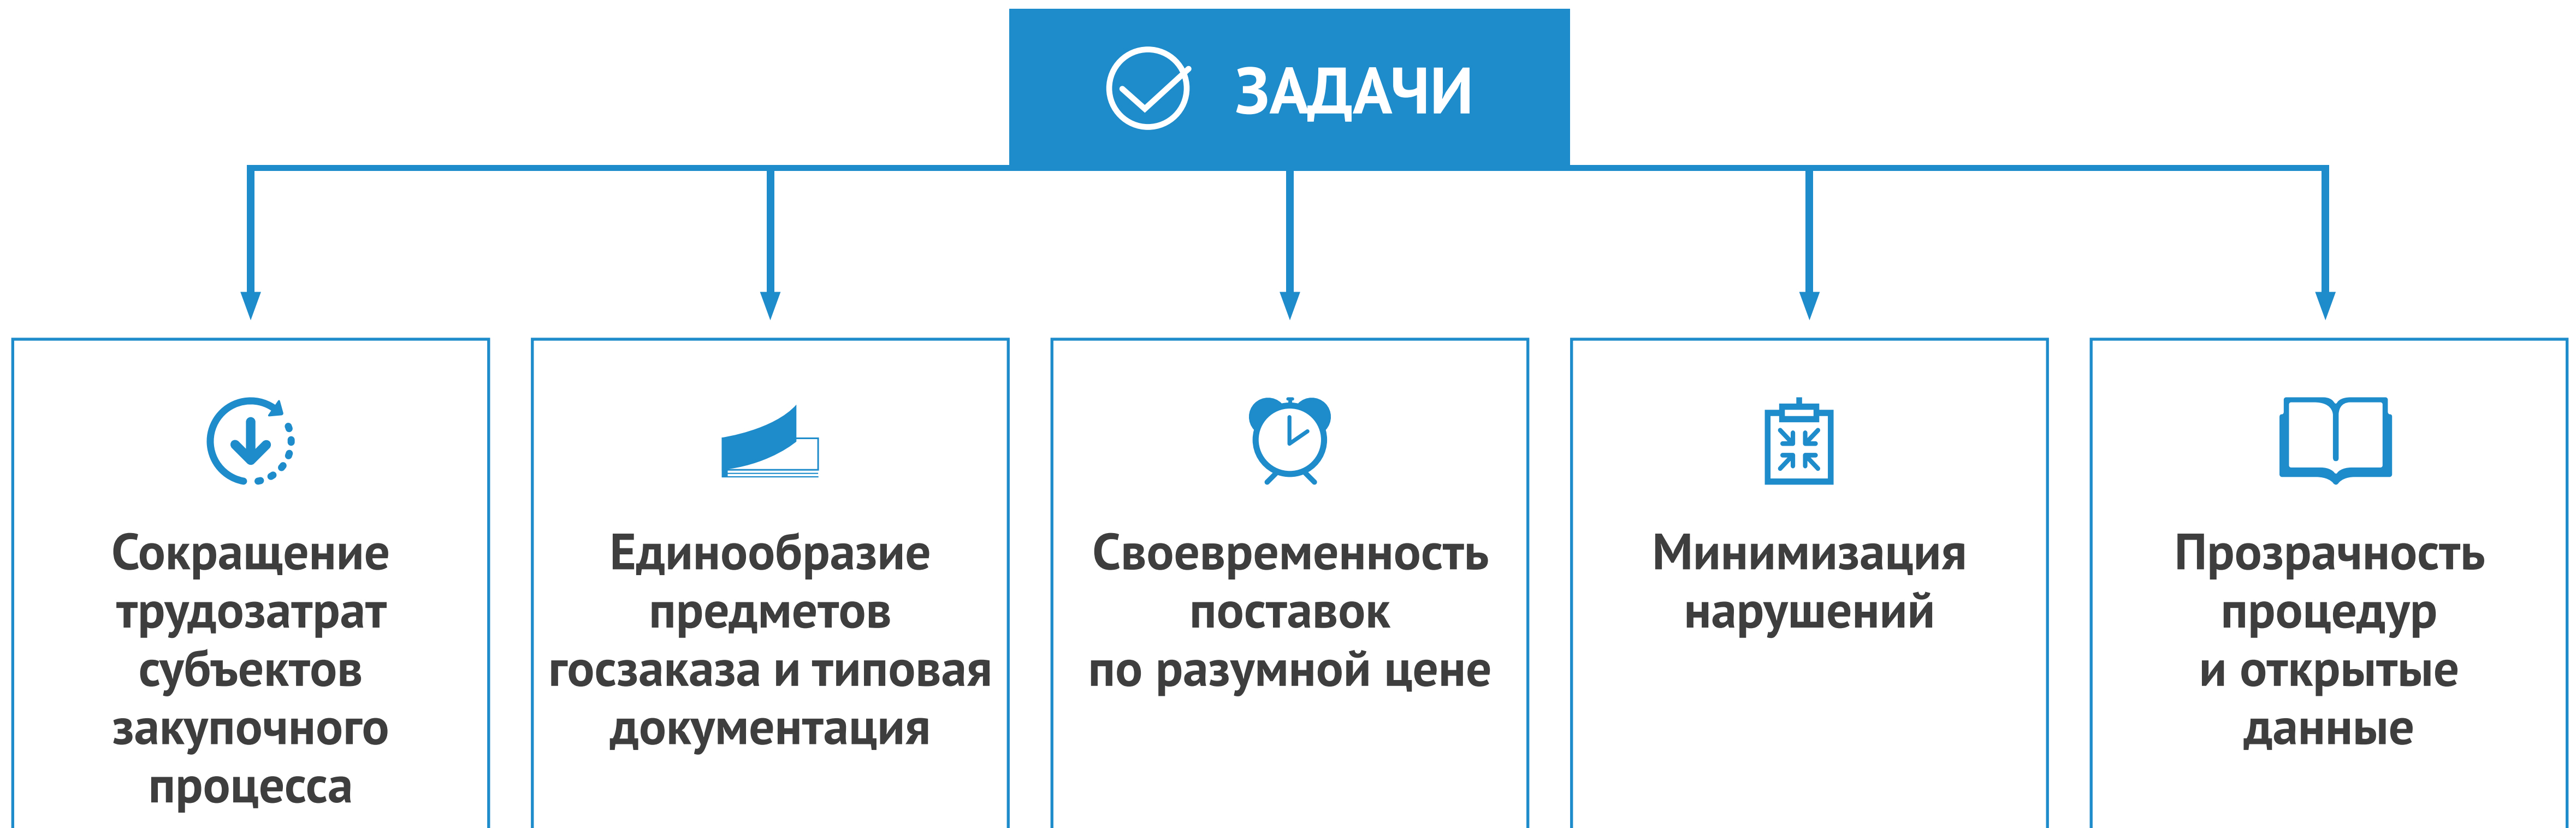 ЗАДАЧИ
Сокращение
трудозатрат
субъектов
закупочного
процесса
Единообразие
предметов
госзаказа и типовая
документация
Своевременность
поставок
по разумной цене
Минимизация
нарушений
Прозрачность
процедур
и открытые
данные